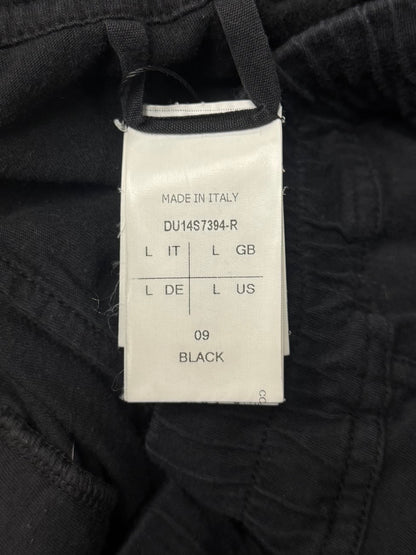 MADE IN ITALY
DU14S7394-R
L IT L GB
L DE L US
09
BLACK